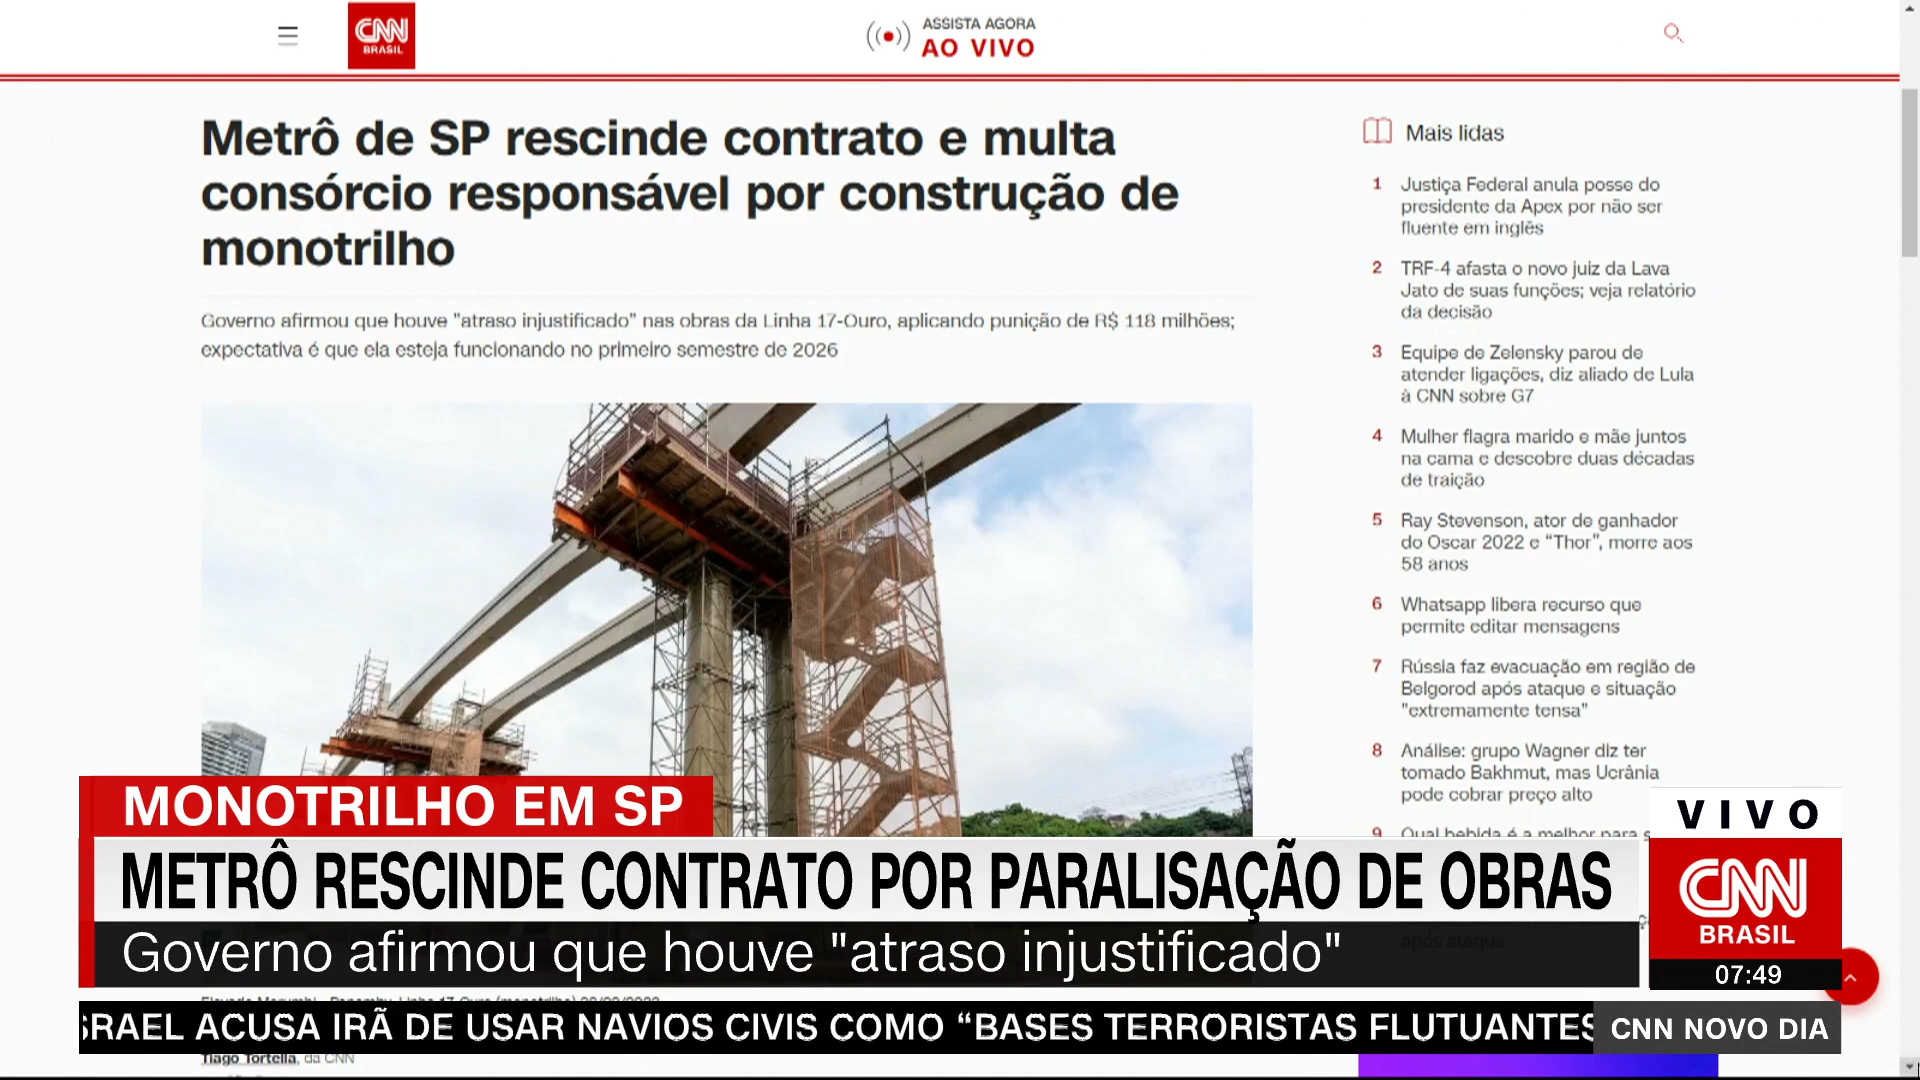 CNN
BRASIL
ASSISTA AGORA
AO VIVO
Metrô de SP rescinde contrato e multa
consórcio responsável por construção de
monotrilho
Governo afirmou que houve "atraso injustificado" nas obras da Linha 17-Ouro, aplicando punição de R$ 118 milhões;
expectativa é que ela esteja funcionando no primeiro semestre de 2026
Mais lidas
1 Justiça Federal anula posse do
presidente da Apex por não ser
fluente em inglês
2 TRF-4 afasta o novo juiz da Lava
Jato de suas funções; veja relatório
da decisão
3 Equipe de Zelensky parou de
atender ligações, diz aliado de Lula
à CNN sobre G7
4 Mulher flagra marido e mãe juntos
na cama e descobre duas décadas
de traição
5 Ray Stevenson, ator de ganhador
do Oscar 2022 e “Thor”, morre aos
58 anos
6 Whatsapp libera recurso que
permite editar mensagens
7 Rússia faz evacuação em região de
Belgorod após ataque e situação
"extremamente tensa"
8 Análise: grupo Wagner diz ter
tomado Bakhmut, mas Ucrânia
pode cobrar preço alto
9 Qual bebida é a melhor para
após ataque
MONOTRILHO EM SP
METRÔ RESCINDE CONTRATO POR PARALISAÇÃO DE OBRAS
Governo afirmou que houve "atraso injustificado"
VIVO
CNN
BRASIL
07:49
SRAEL ACUSA IRÃ DE USAR NAVIOS CIVIS COMO “BASES TERRORISTAS FLUTUANTES
CNN NOVO DIA
Tiago Tortella, da CNN